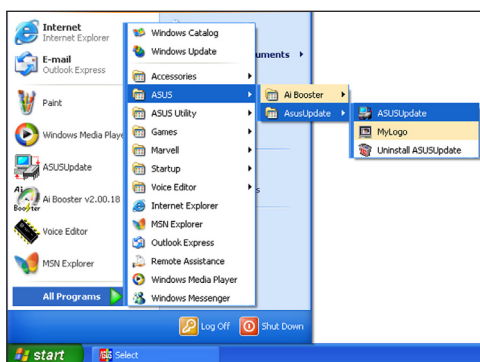 Internet
Internet Explorer
E-mail
Outlook Express
Paint
Windows Media Playe
ASUSUpdate
Ai Booster v2.00.18
Voice Editor
MSN Explorer
All Programs
Windows Catalog
Windows Update
Accessories
ASUS
ASUS Utility
Games
Marvell
Startup
Voice Editor
Internet Explorer
MSN Explorer
Outlook Express
Remote Assistance
Windows Media Player
Windows Messenger
uments
s
Ai Booster
AsusUpdate
ASUSUpdate
MyLogo
Uninstall ASUSUpdate
Log Off
Shut Down
start
Select